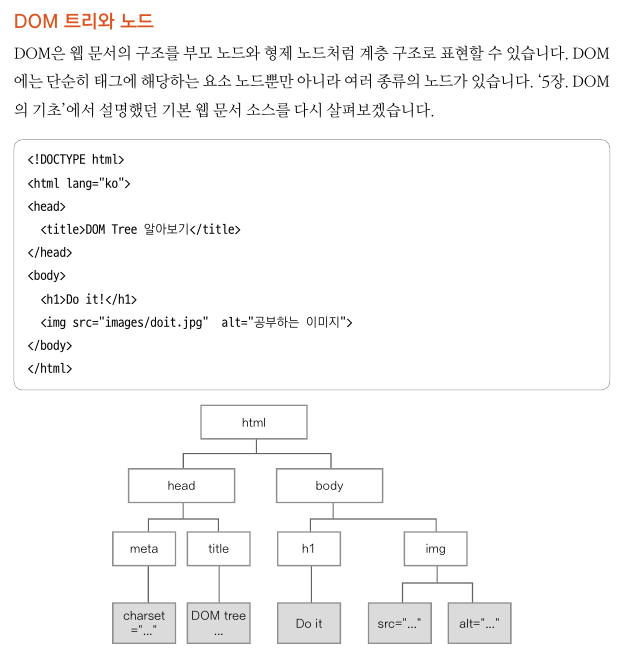 DOM 트리와 노드
DOM은 웹 문서의 구조를 부모 노드와 형제 노드처럼 계층 구조로 표현할 수 있습니다. DOM
에는 단순히 태그에 해당하는 요소 노드뿐만 아니라 여러 종류의 노드가 있습니다. ‘5장. DOM
의 기초’에서 설명했던 기본 웹 문서 소스를 다시 살펴보겠습니다.
<!DOCTYPE html>
<html lang="ko">
<head>
  <title>DOM Tree 알아보기</title>
</head>
<body>
  <h1>Do it!</h1>
  <img src="images/doit.jpg"  alt="공부하는 이미지">
</body>
</html>
html
head body
meta title h1 img
charset
="..."
DOM tree
...
Do it
src="..."
alt="..."